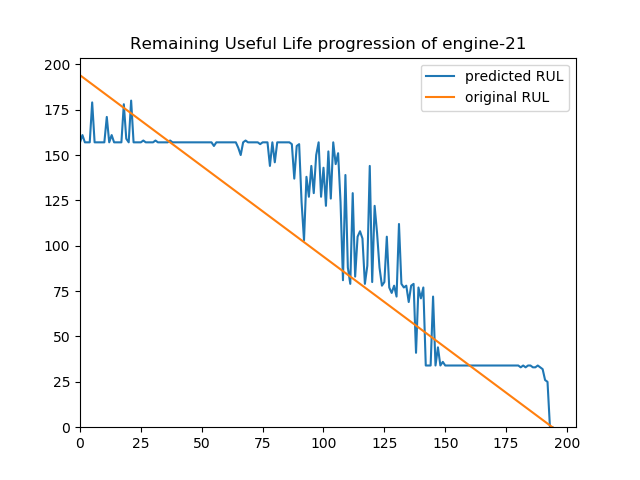 Remaining Useful Life progression of engine-21
predicted RUL
original RUL
200
175
150
125
100
75
50
25
0
0 25 50 75 100 125 150 175 200